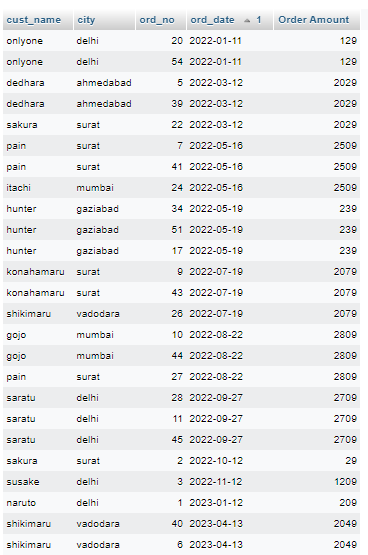 cust_name city ord_no ord_date 1 Order Amount
onlyone delhi 20 2022-01-11 129
onlyone delhi 54 2022-01-11 129
dedhara ahmedabad 5 2022-03-12 2029
dedhara ahmedabad 39 2022-03-12 2029
sakura surat 22 2022-03-12 2029
pain surat 7 2022-05-16 2509
pain surat 41 2022-05-16 2509
itachi mumbai 24 2022-05-16 2509
hunter gaziabad 34 2022-05-19 239
hunter gaziabad 51 2022-05-19 239
hunter gaziabad 17 2022-05-19 239
konahamaru surat 9 2022-07-19 2079
konahamaru surat 43 2022-07-19 2079
shikimaru vadodara 26 2022-07-19 2079
gojo mumbai 10 2022-08-22 2809
gojo mumbai 44 2022-08-22 2809
pain surat 27 2022-08-22 2809
saratu delhi 28 2022-09-27 2709
saratu delhi 11 2022-09-27 2709
saratu delhi 45 2022-09-27 2709
sakura surat 2 2022-10-12 29
susake delhi 3 2022-11-12 1209
naruto delhi 1 2023-01-12 209
shikimaru vadodara 40 2023-04-13 2049
shikimaru vadodara 6 2023-04-13 2049